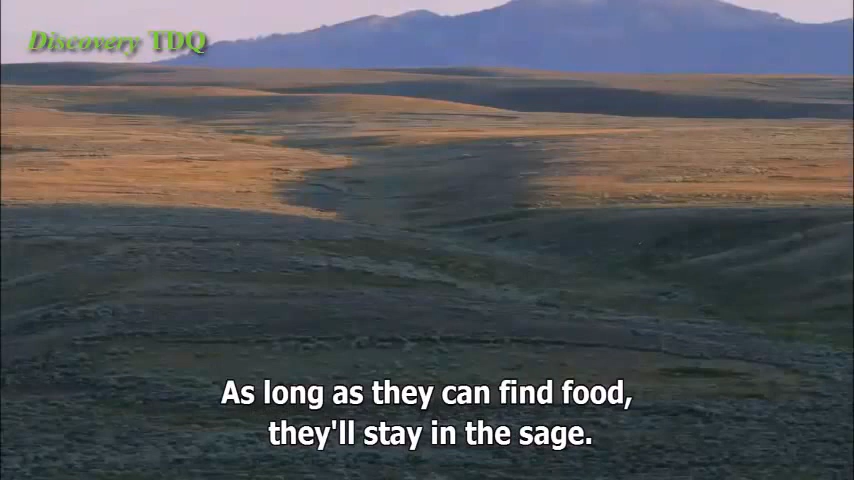 Discovery TDQ
As long as they can find food,
they'll stay in the sage.